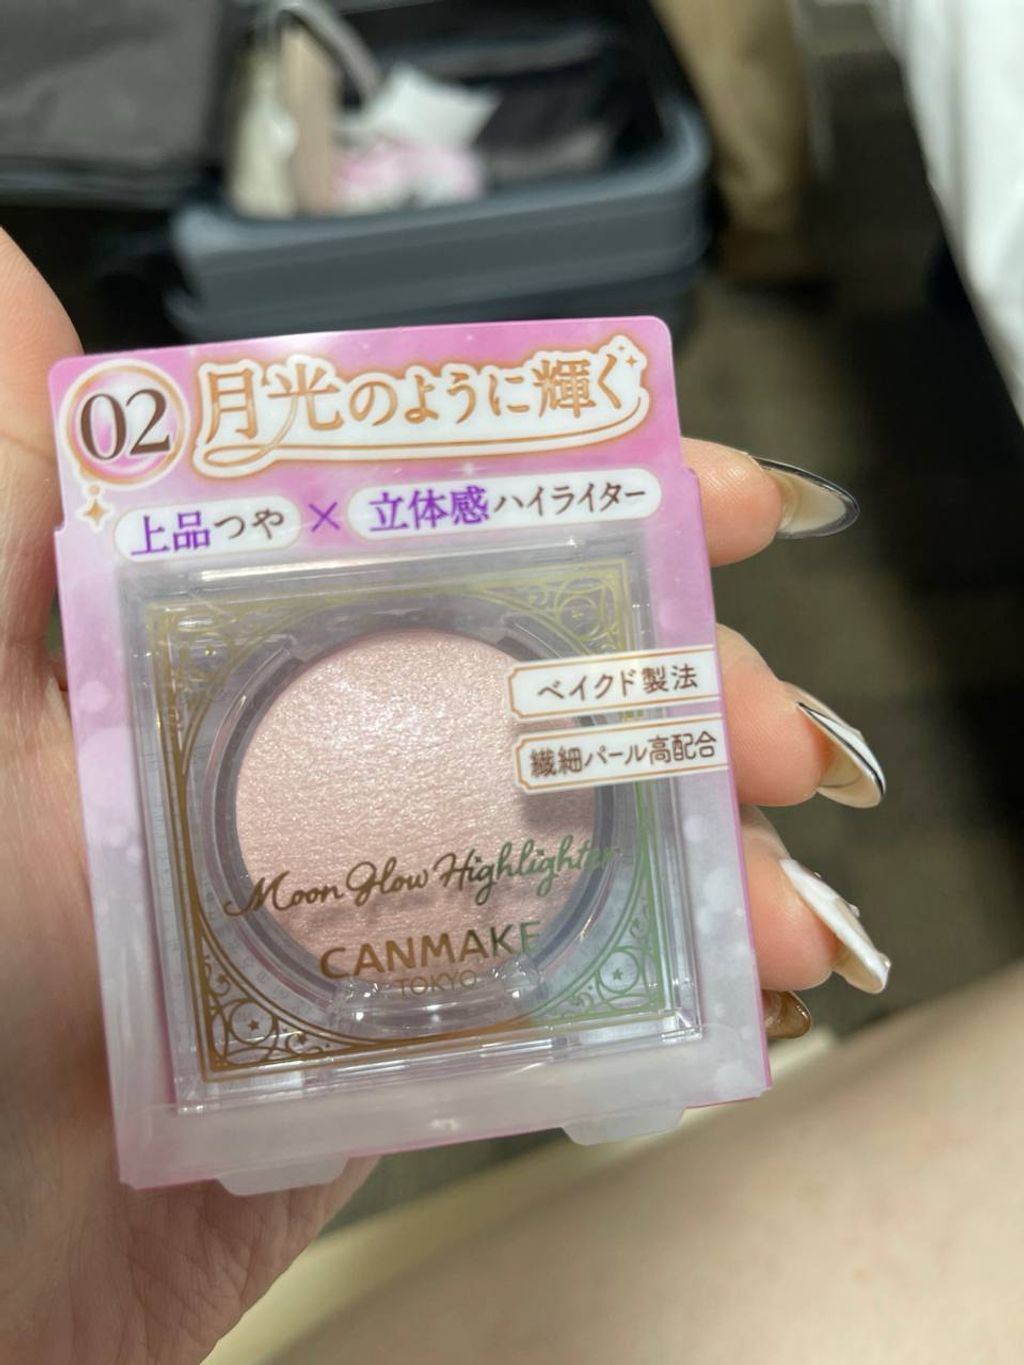 02
月光のように輝く
上品つや × 立体感ハイライター
ベイクド製法
繊細パール高配合
Moon Glow Highlighter
CANMAKE
TOKYO